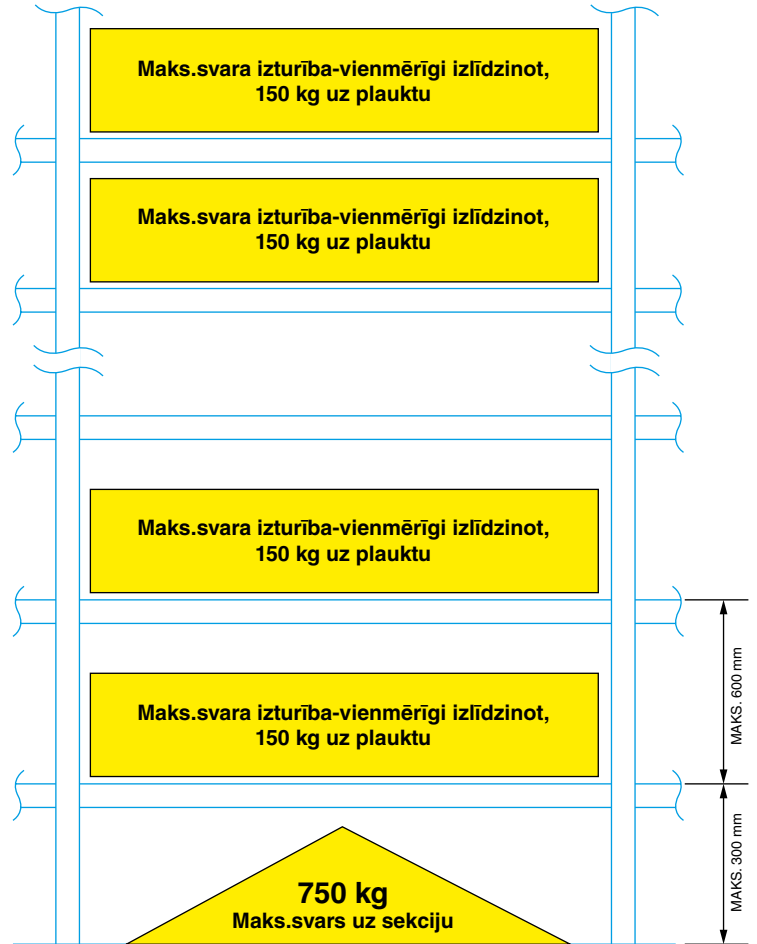 Maks.svara izturība-vienmērīgi izlīdzinot,
150 kg uz plauktu
Maks.svara izturība-vienmērīgi izlīdzinot,
150 kg uz plauktu
Maks.svara izturība-vienmērīgi izlīdzinot,
150 kg uz plauktu
MAKS. 600 mm
Maks.svara izturība-vienmērīgi izlīdzinot,
150 kg uz plauktu
MAKS. 300 mm
750 kg
Maks.svars uz sekciju